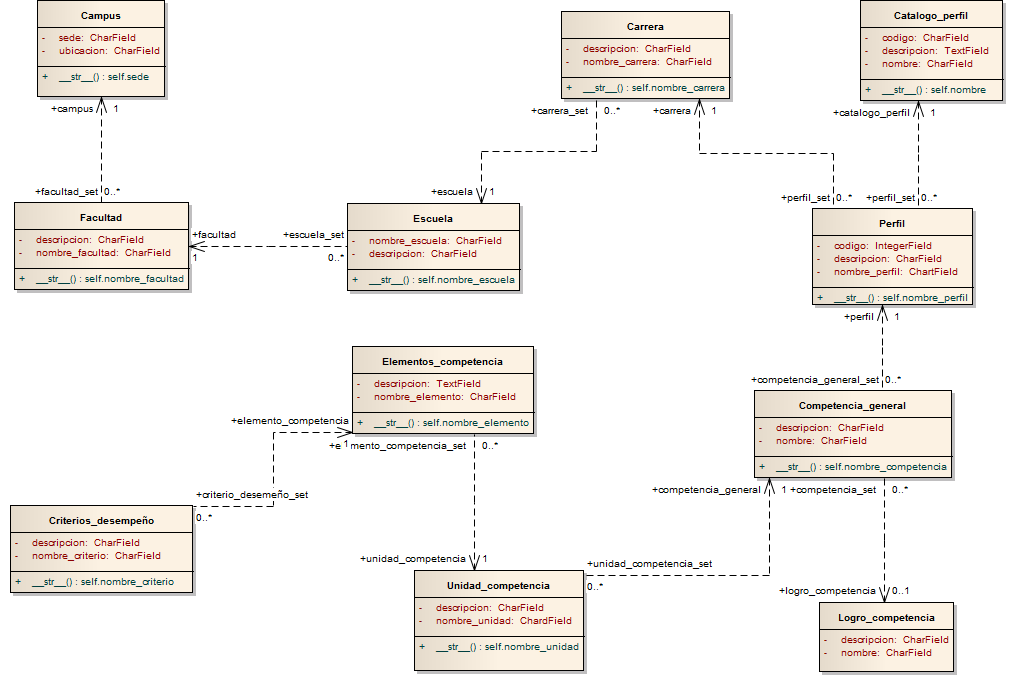 Campus
- sede: CharField
- ubicacion: CharField
+ __str__() : self.sede
+campus 1
+facultad_set 0..*
Facultad
- descripcion: CharField
- nombre_facultad: CharField
+ __str__() : self.nombre_facultad
+facultad
1
+escuela_set
0..*
Carrera
- descripcion: CharField
- nombre_carrera: CharField
+ __str__() : self.nombre_carrera
+carrera_set 0..*
+carrera 1
+escuela 1
Escuela
- nombre_escuela: CharField
- descripcion: CharField
+ __str__() : self.nombre_escuela
Catalogo_perfil
- codigo: CharField
- descripcion: TextField
- nombre: CharField
+ __str__() : self.nombre
+catalogo_perfil 1
+perfil_set 0..*
+perfil_set 0..*
Perfil
- codigo: IntegerField
- descripcion: CharField
- nombre_perfil: ChartField
+ __str__() : self.nombre_perfil
+perfil 1
+competencia_general_set 0..*
Competencia_general
- descripcion: CharField
- nombre: CharField
+ __str__() : self.nombre_competencia
+competencia_general 1
+competencia_set 0..*
Elementos_competencia
- descripcion: TextField
- nombre_elemento: CharField
+ __str__() : self.nombre_elemento
+elemento_competencia
1
+e mento_competencia_set 0..*
+criterio_desemeño_set
0..*
Criterios_desempeño
- descripcion: CharField
- nombre_criterio: CharField
+ __str__() : self.nombre_criterio
+unidad_competencia 1
+unidad_competencia_set
0..*
Unidad_competencia
- descripcion: CharField
- nombre_unidad: ChardField
+ __str__() : self.nombre_unidad
+logro_competencia 0..1
Logro_competencia
- descripcion: CharField
- nombre: CharField